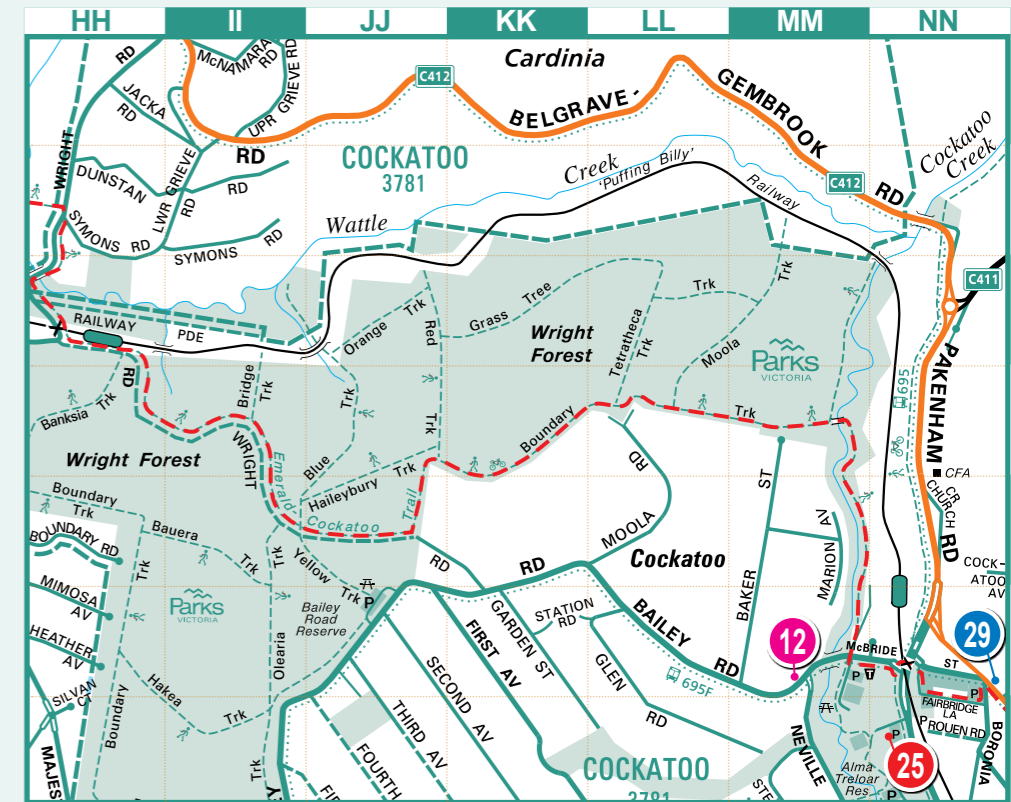 HH II JJ KK LL MM NN
Cardinia
RD
McNAMARA RD
UPR GRIEVE RD
JACKA RD
C412
BELGRAVE - GEMBROOK RD
C412
WRIGHT
RD
COCKATOO
3781
Cockatoo Creek
DUNSTAN RD
LWR GRIEVE RD
Wattle Creek
'Puffing Billy' Railway
SYMONS RD
SYMONS RD
C411
RAILWAY PDE
Orange Trk
Red Trk
Grass Tree
Trk
Trk
Wright
Forest
Tetratheca Trk
Moola
Parks
VICTORIA
695
PAKENHAM RD
RD
Banksia Trk
Bridge Trk
Trk
Boundary Trk
WRIGHT
Wright Forest
Emerald
Blue
Haileybury Trk
Cockatoo Trail
RD
ST
CFA
CHURCH CR
Boundary Trk
BOUNDARY RD
Bauera Trk
Trk
Yellow Trk
MOOLA
Cockatoo
MARION AV
COCK-
ATOO
AV
MIMOSA AV
Trk
Parks
VICTORIA
Bailey
Road
Reserve
P
RD
RD
GARDEN ST
STATION
RD
BAILEY RD
BAKER
12
29
HEATHER AV
Olearia
FIRST AV
McBRIDE ST
SILVAN CT
Boundary
Hakea Trk
SECOND AV
GLEN RD
695F
P
P
FAIRBRIDGE
LA
P ROUEN RD
THIRD AV
NEVILLE
P
BORONIA
MAJES
Trk
FOURTH
COCKATOO
3781
Alma
Treloar
Res
25
P